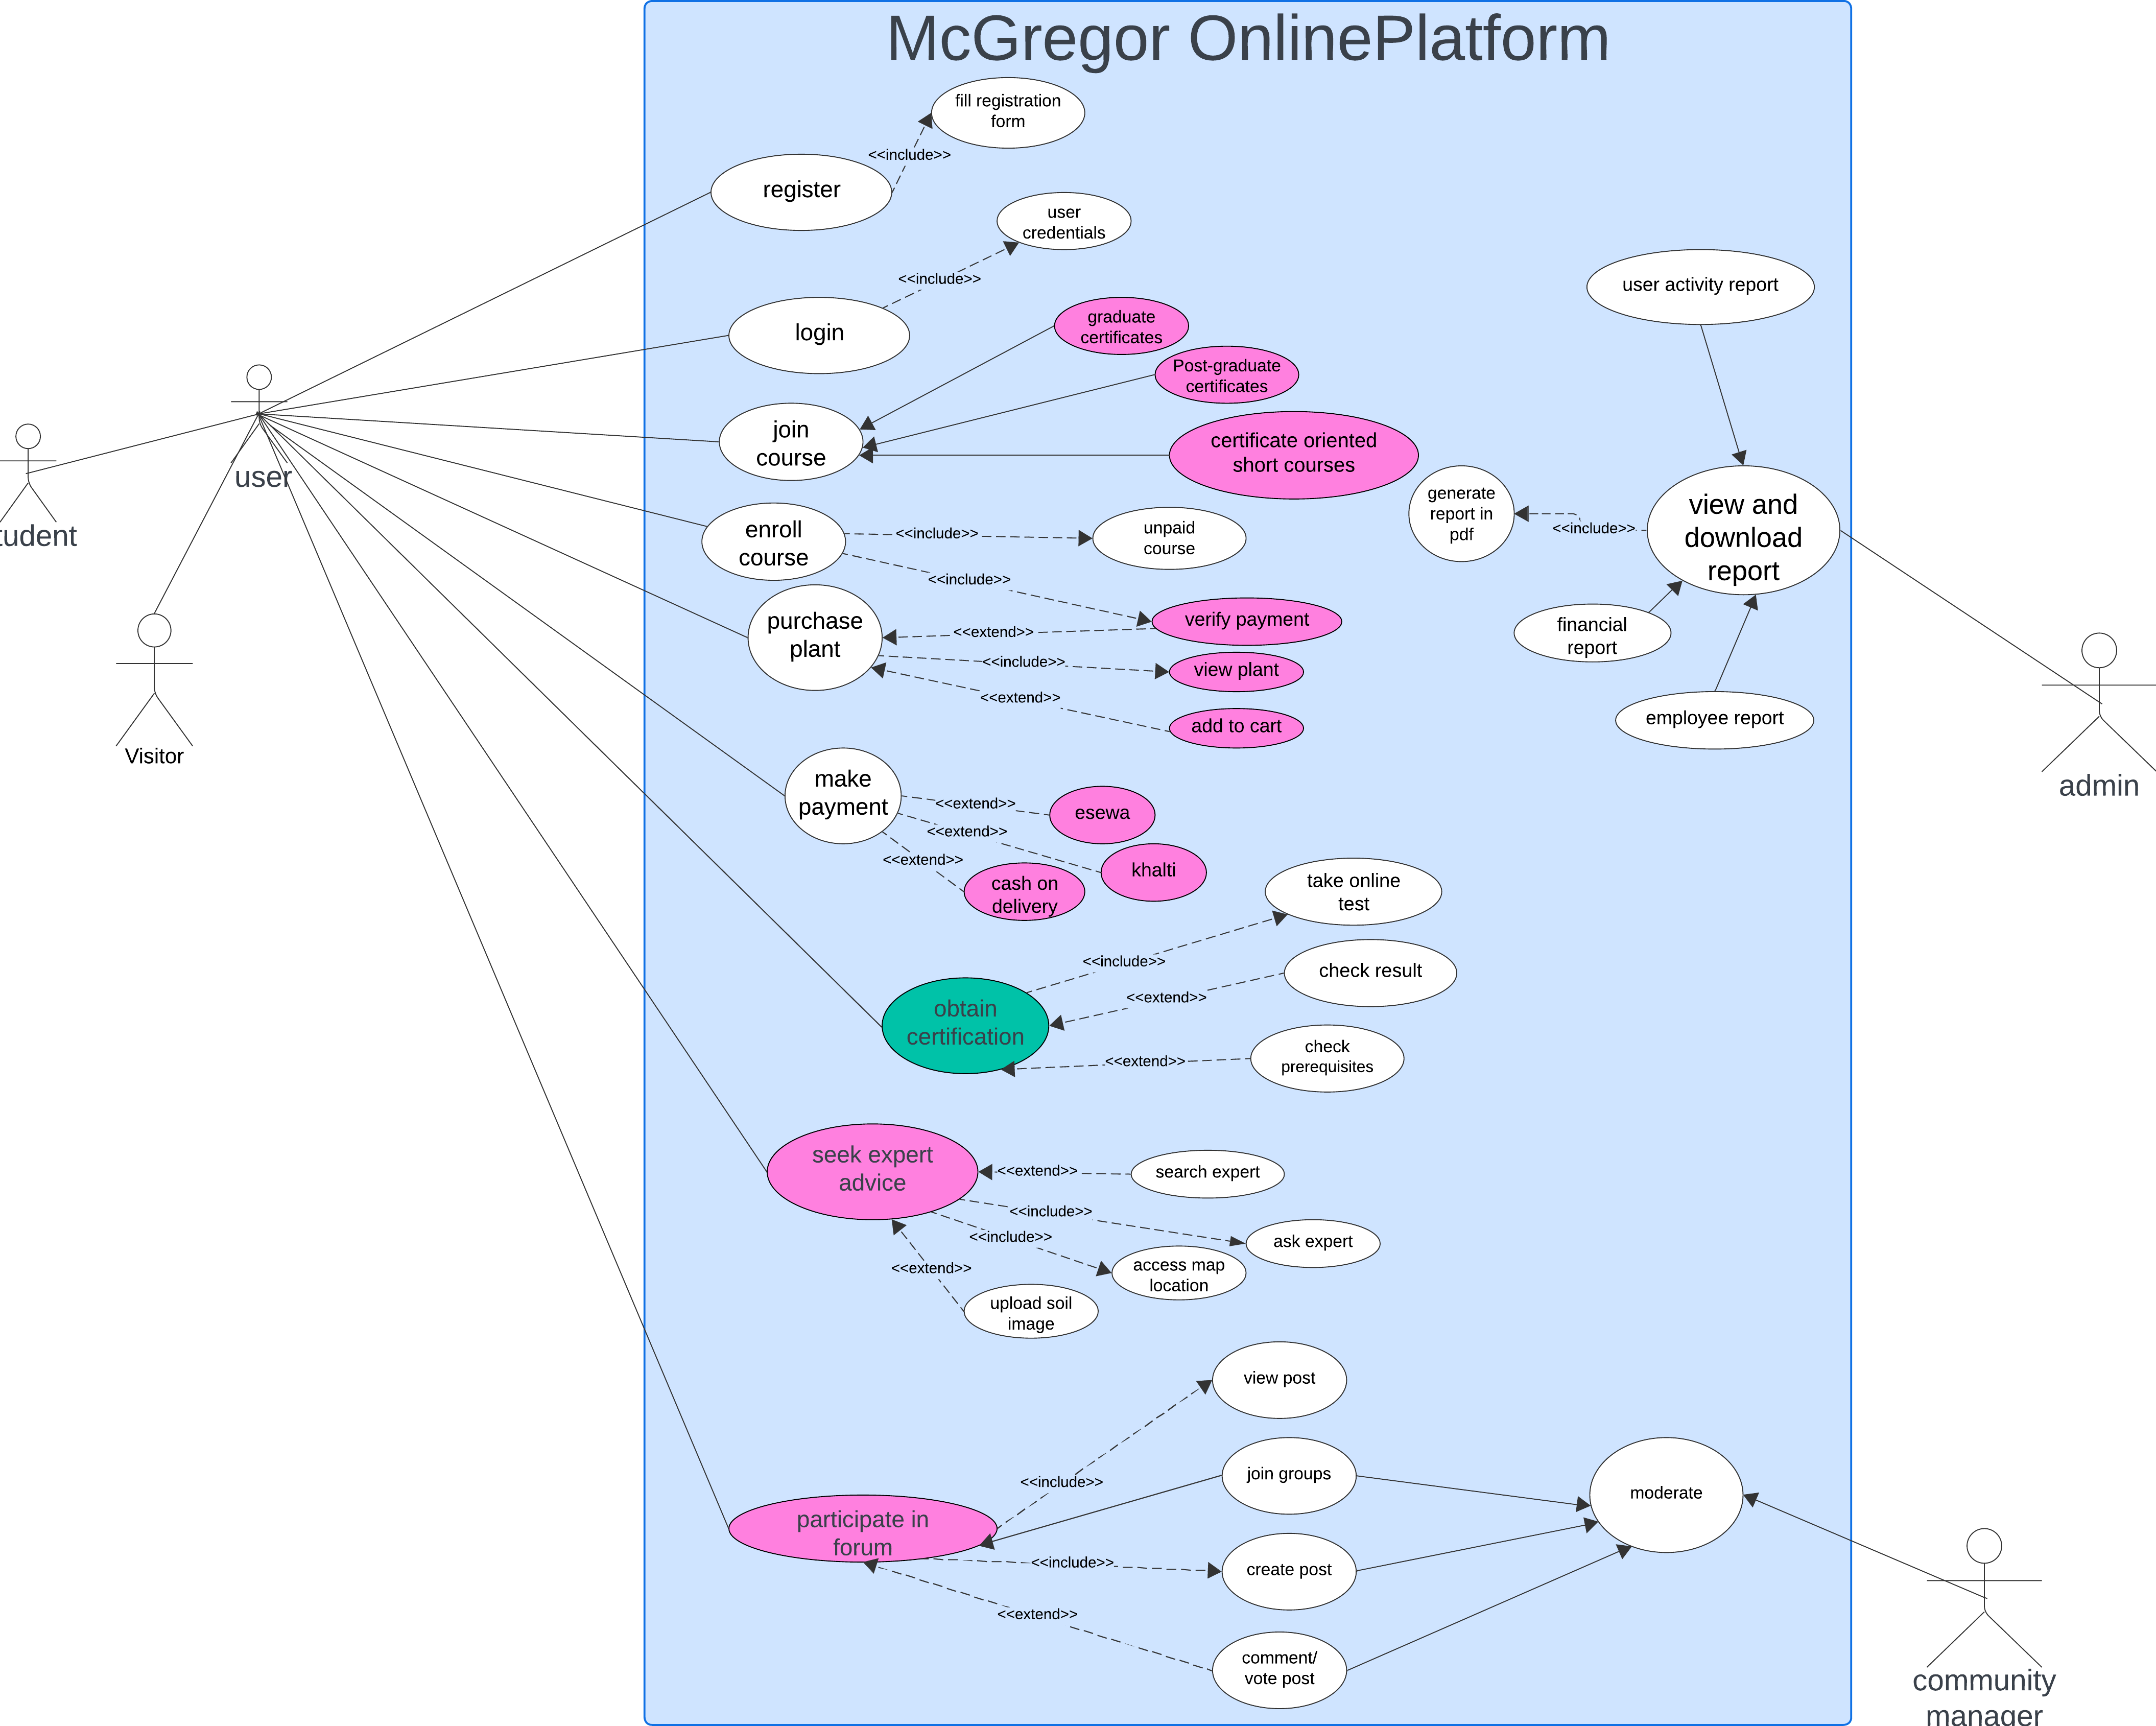 McGregor OnlinePlatform
fill registration
form
<<include>>
register
user
credentials
<<include>>
login
user activity report
graduate
certificates
Post-graduate
certificates
join
course
certificate oriented
short courses
user
tudent
generate
report in
pdf
<<include>>
view and
download
report
enroll
course
<<include>>
unpaid
course
<<include>>
purchase
plant
verify payment
<<extend>>
<<include>>
view plant
<<extend>>
add to cart
financial
report
employee report
Visitor
admin
make
payment
<<extend>>
esewa
<<extend>>
khalti
<<extend>>
cash on
delivery
take online
test
<<include>>
check result
<<extend>>
obtain
certification
check
prerequisites
<<extend>>
seek expert
advice
<<extend>>
search expert
<<include>>
ask expert
<<include>>
access map
location
<<extend>>
upload soil
image
view post
<<include>>
join groups
moderate
participate in
forum
<<include>>
create post
<<extend>>
comment/
vote post
community
manager